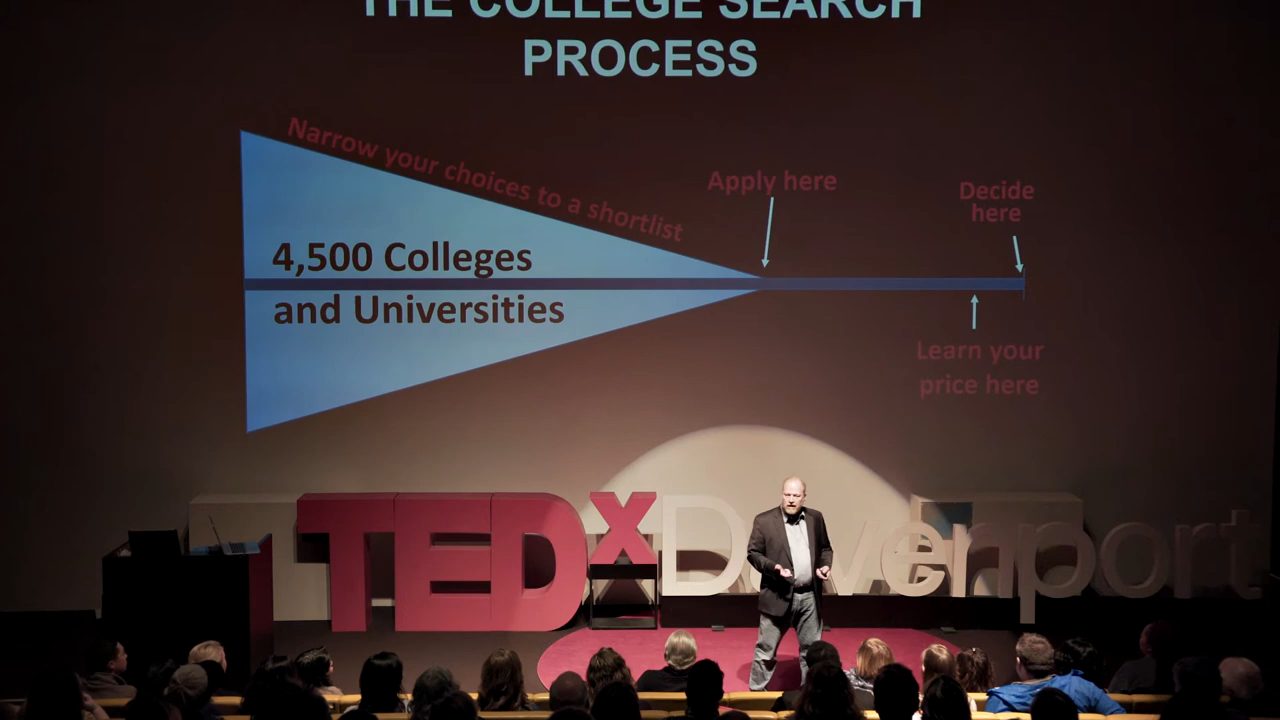 THE COLLEGE SEARCH
PROCESS
Narrow your choices to a shortlist
Apply here
Decide
here
4,500 Colleges
and Universities
Learn your
price here
TEDxDavenport